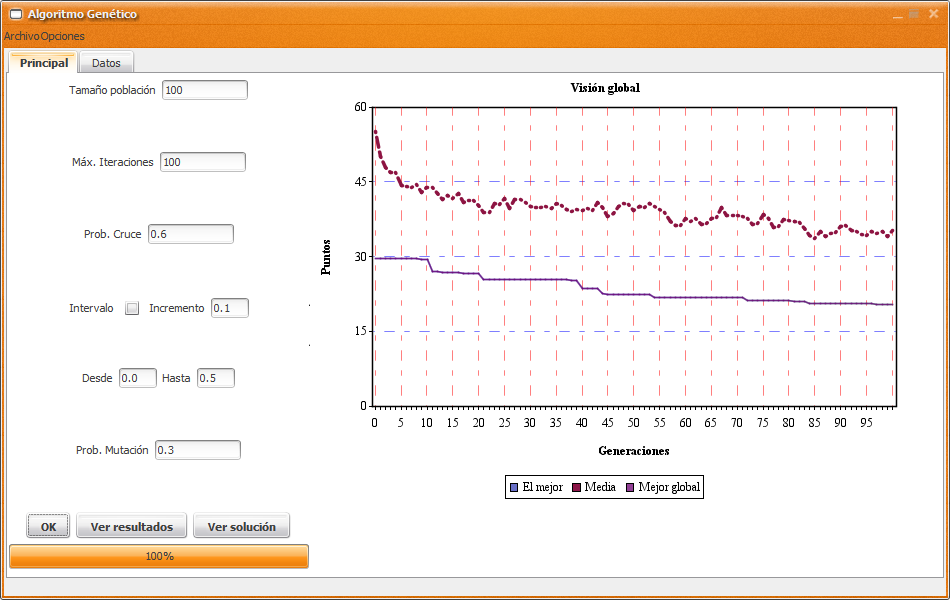 Algoritmo Genético
Archivo Opciones
Principal Datos
Tamaño población 100
Máx. Iteraciones 100
Prob. Cruce 0.6
Intervalo Incremento 0.1
Desde 0.0 Hasta 0.5
Prob. Mutación 0.3
OK Ver resultados Ver solución
100%
Visión global
Puntos
60
45
30
15
0
0 5 10 15 20 25 30 35 40 45 50 55 60 65 70 75 80 85 90 95
Generaciones
El mejor Media Mejor global